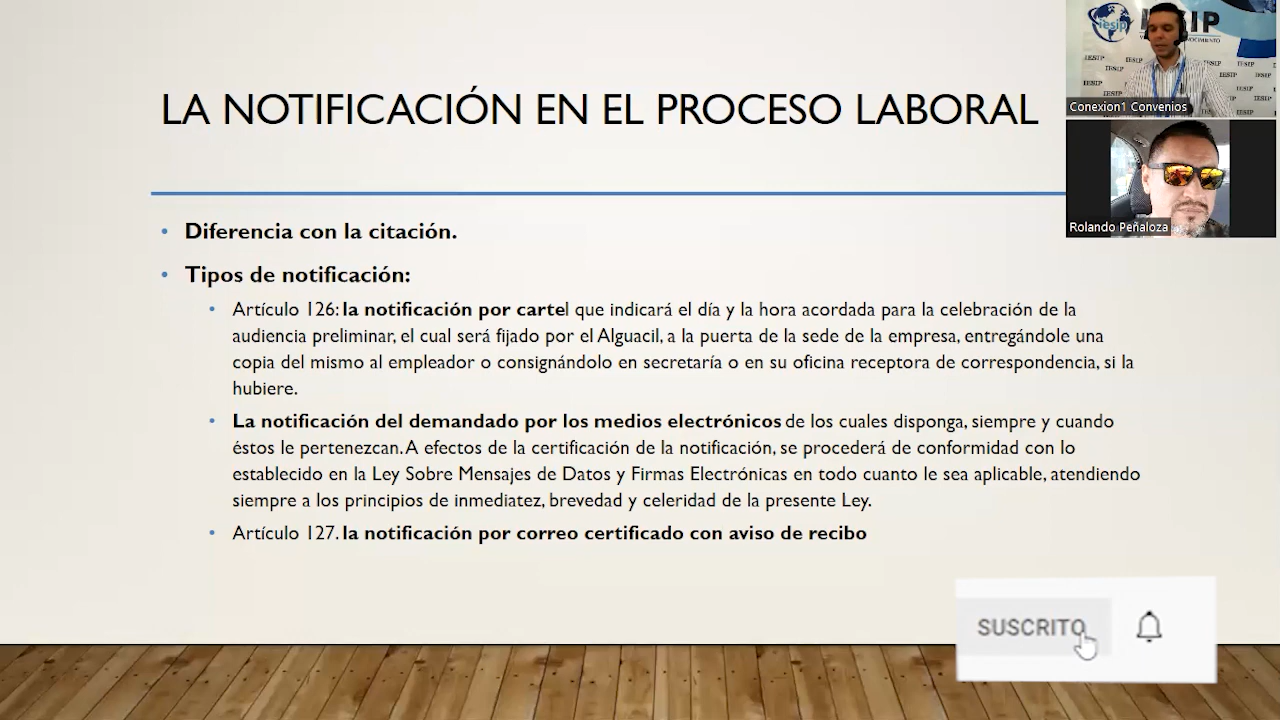 LA NOTIFICACIÓN EN EL PROCESO LABORAL
• Diferencia con la citación.
• Tipos de notificación:
• Artículo 126: la notificación por cartel que indicará el día y la hora acordada para la celebración de la
audiencia preliminar, el cual será fijado por el Alguacil, a la puerta de la sede de la empresa, entregándole una
copia del mismo al empleador o consignándolo en secretaría o en su oficina receptora de correspondencia, si la
hubiere.
• La notificación del demandado por los medios electrónicos de los cuales disponga, siempre y cuando
éstos le pertenezcan. A efectos de la certificación de la notificación, se procederá de conformidad con lo
establecido en la Ley Sobre Mensajes de Datos y Firmas Electrónicas en todo cuanto le sea aplicable, atendiendo
siempre a los principios de inmediatez, brevedad y celeridad de la presente Ley.
• Artículo 127. la notificación por correo certificado con aviso de recibo
iesip
IESIP
IESIP
IESIP
IESIP
IESIP
IESIP
Conexion1 Convenios
Rolando Peñaloza
SUSCRITO